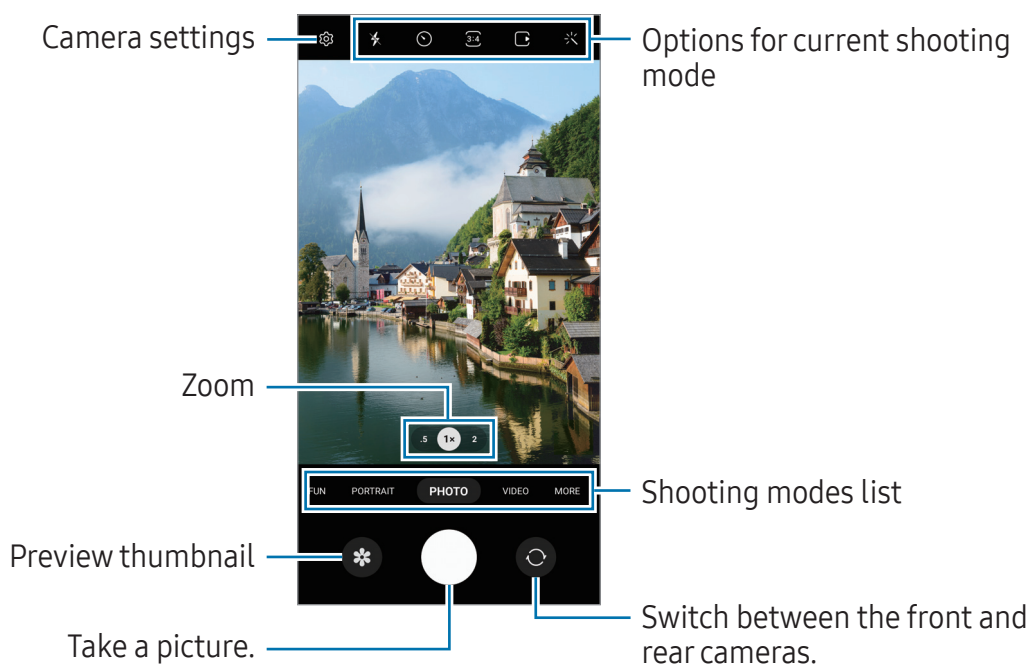 Camera settings
3:4
Options for current shooting
mode
Zoom
.5 1× 2
FUN PORTRAIT PHOTO VIDEO MORE
Shooting modes list
Preview thumbnail
Take a picture.
Switch between the front and
rear cameras.